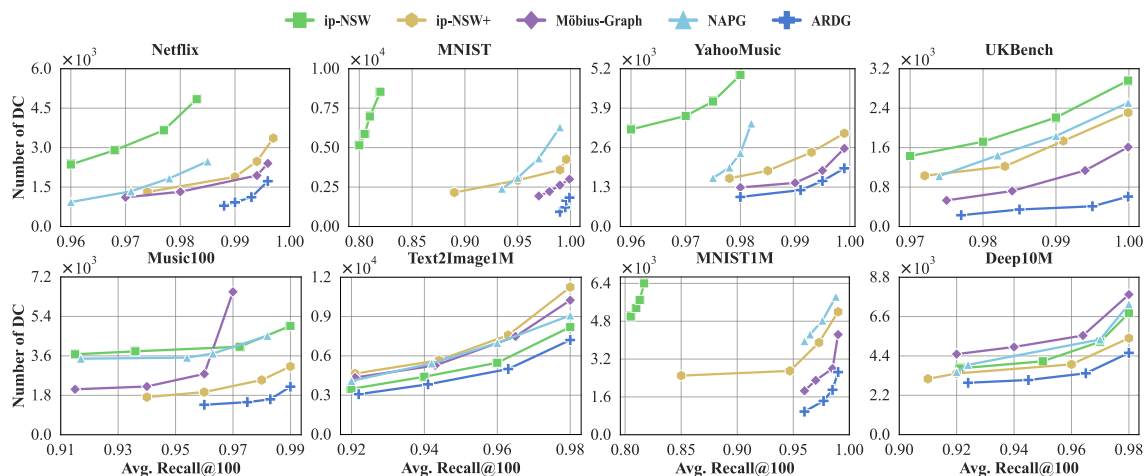 ip-NSW ip-NSW+ Möbius-Graph NAPG ARDG
Netflix MNIST YahooMusic UKBench
×10³ ×10⁴ ×10³ ×10³
Number of DC
6.0 4.5 3.0 1.5 0.0
0.96 0.97 0.98 0.99 1.00
1.0 0.7 0.5 0.2 0.0
0.80 0.85 0.90 0.95 1.00
5.2 3.9 2.6 1.3 0.0
0.96 0.97 0.98 0.99 1.00
3.2 2.4 1.6 0.8 0.0
0.97 0.98 0.99 1.00
Music100 Text2Image1M MNIST1M Deep10M
×10³ ×10⁴ ×10³ ×10³
Number of DC
7.2 5.4 3.6 1.8 0.0
0.91 0.93 0.95 0.97 0.99
1.2 0.9 0.6 0.3 0.0
0.92 0.94 0.96 0.98
6.4 4.8 3.2 1.6 0.0
0.80 0.85 0.90 0.95 1.00
8.8 6.6 4.4 2.2 0.0
0.90 0.92 0.94 0.96 0.98
Avg. Recall@100 Avg. Recall@100 Avg. Recall@100 Avg. Recall@100